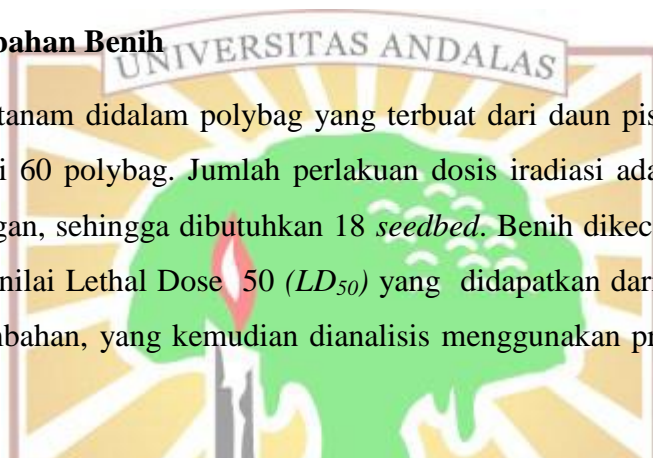 bahan Benih
UNIVERSITAS ANDALAS
tanam didalam polybag yang terbuat dari daun pis
i 60 polybag. Jumlah perlakuan dosis iradiasi ada
gan, sehingga dibutuhkan 18 seedbed. Benih dikec
nilai Lethal Dose 50 (LD50) yang didapatkan dari
nbahan, yang kemudian dianalisis menggunakan pr